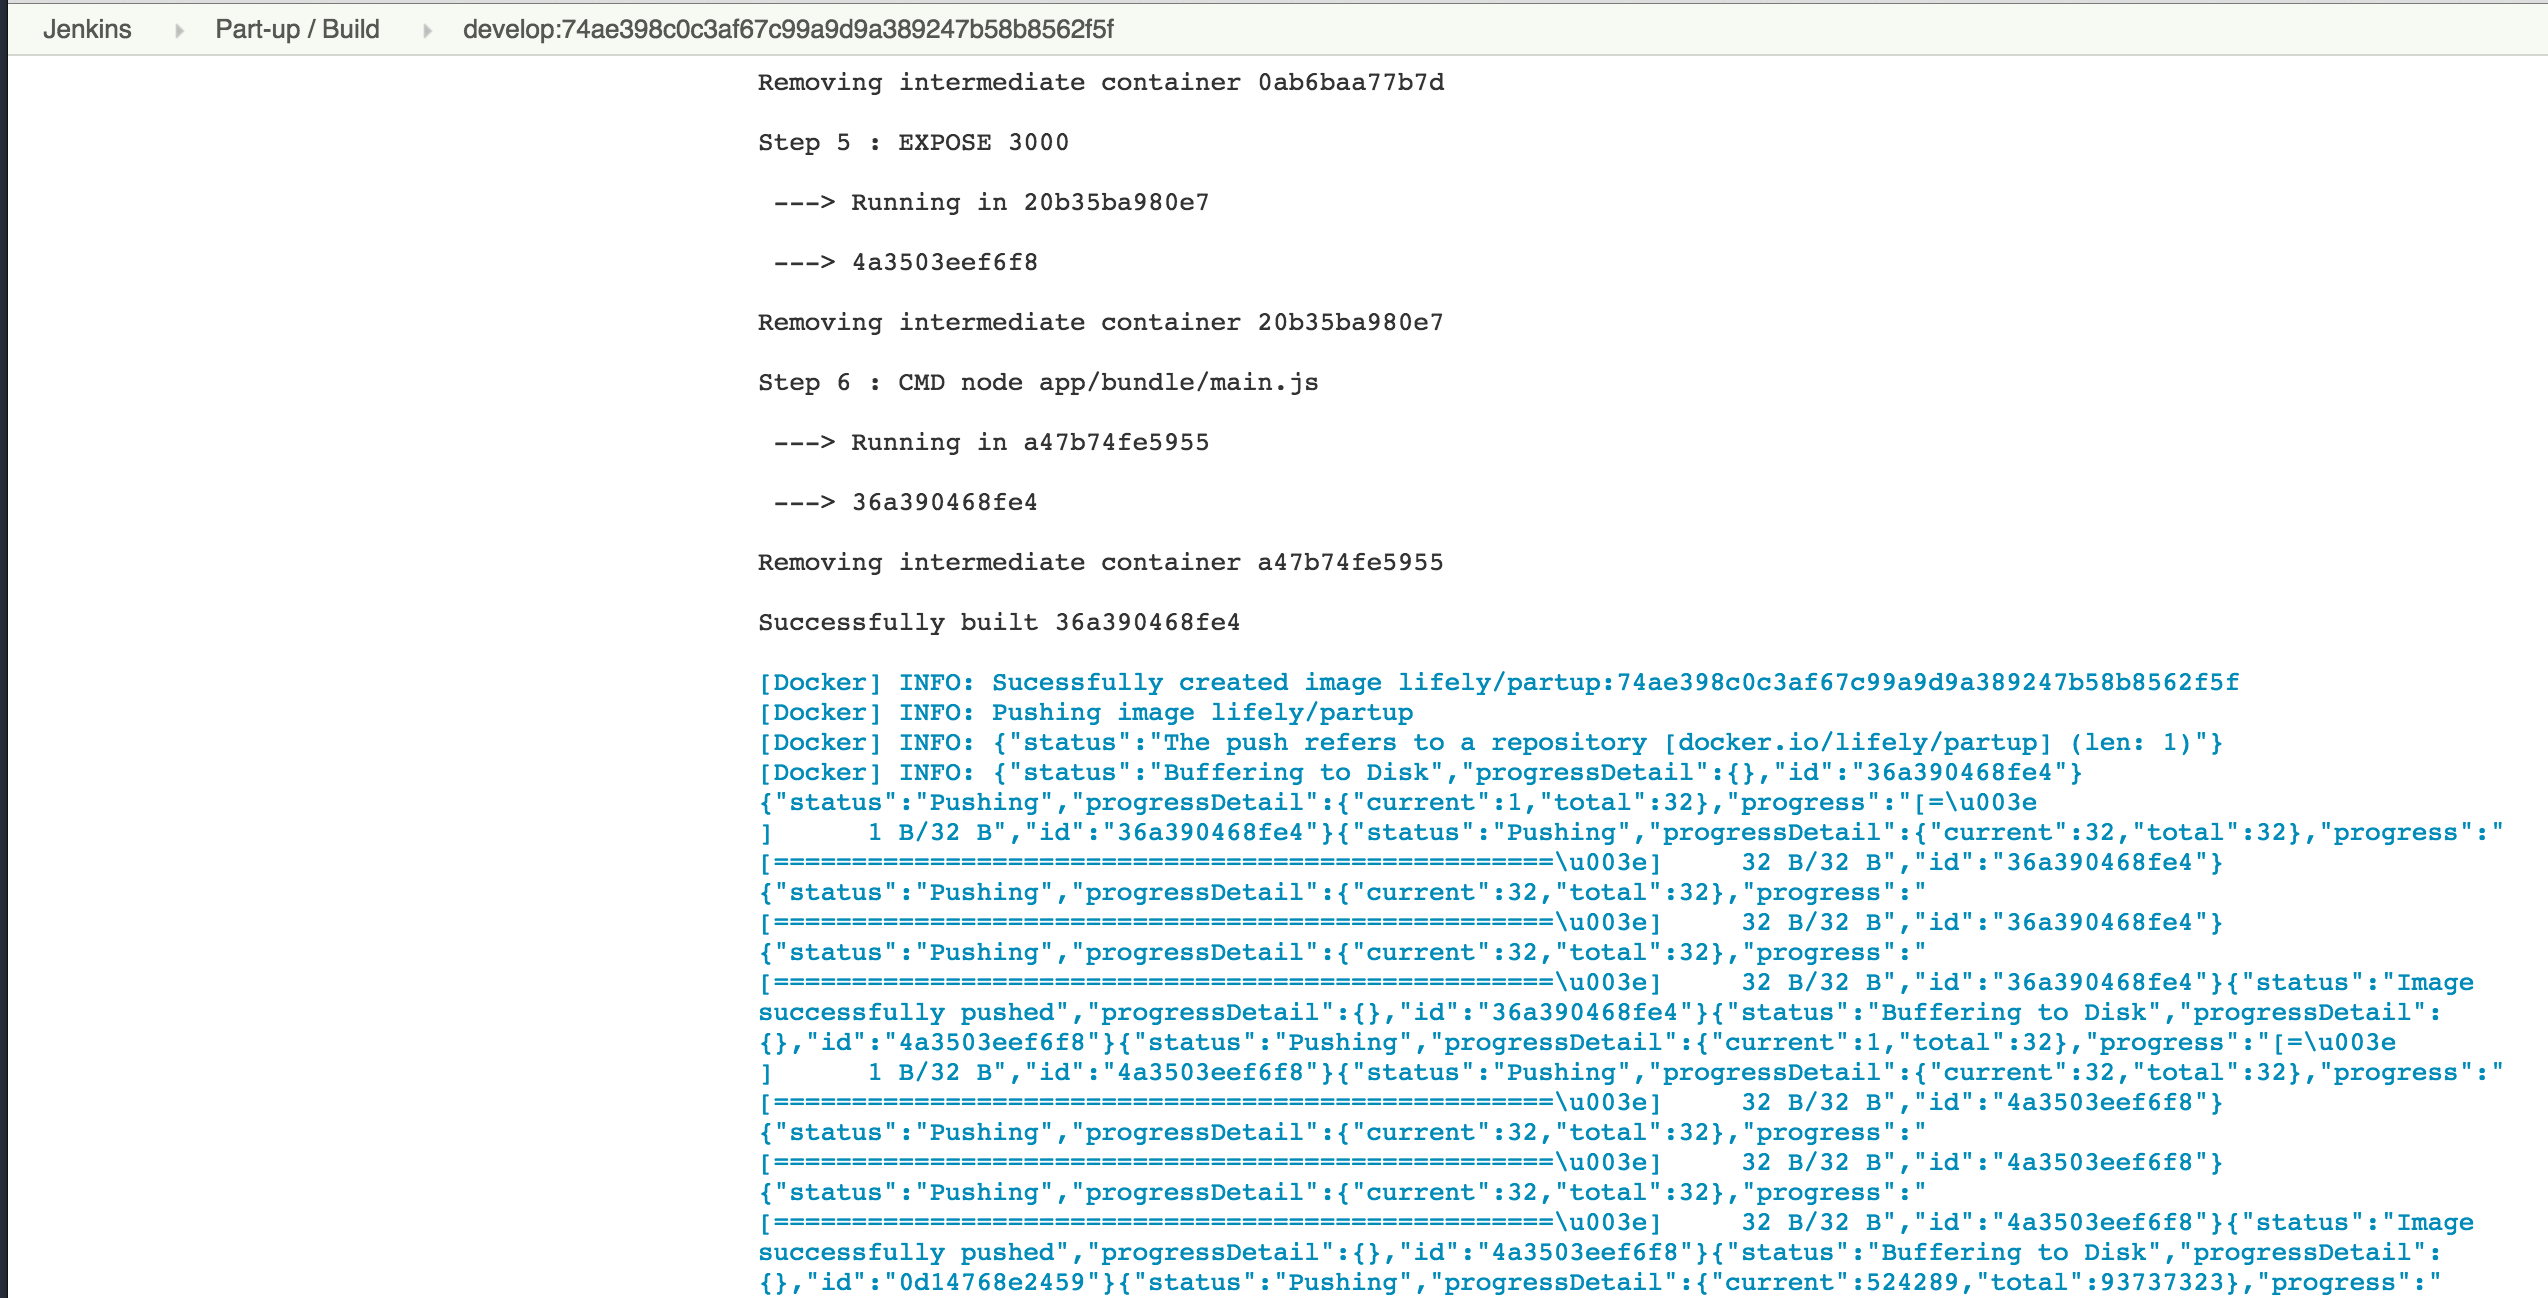 Jenkins Part-up / Build develop:74ae398c0c3af67c99a9d9a389247b58b8562f5f
Removing intermediate container 0ab6baa77b7d
Step 5 : EXPOSE 3000
---> Running in 20b35ba980e7
---> 4a3503eef6f8
Removing intermediate container 20b35ba980e7
Step 6 : CMD node app/bundle/main.js
---> Running in a47b74fe5955
---> 36a390468fe4
Removing intermediate container a47b74fe5955
Successfully built 36a390468fe4
[Docker] INFO: Sucessfully created image lifely/partup:74ae398c0c3af67c99a9d9a389247b58b8562f5f
[Docker] INFO: Pushing image lifely/partup
[Docker] INFO: {"status":"The push refers to a repository [docker.io/lifely/partup] (len: 1)"}
[Docker] INFO: {"status":"Buffering to Disk","progressDetail":{},"id":"36a390468fe4"}
{"status":"Pushing","progressDetail":{"current":1,"total":32},"progress":"[=\u003e
]      1 B/32 B","id":"36a390468fe4"}{"status":"Pushing","progressDetail":{"current":32,"total":32},"progress":"
[==================================================\u003e]     32 B/32 B","id":"36a390468fe4"}
{"status":"Pushing","progressDetail":{"current":32,"total":32},"progress":"
[==================================================\u003e]     32 B/32 B","id":"36a390468fe4"}
{"status":"Pushing","progressDetail":{"current":32,"total":32},"progress":"
[==================================================\u003e]     32 B/32 B","id":"36a390468fe4"}{"status":"Image
successfully pushed","progressDetail":{},"id":"36a390468fe4"}{"status":"Buffering to Disk","progressDetail":
{},"id":"4a3503eef6f8"}{"status":"Pushing","progressDetail":{"current":1,"total":32},"progress":"[=\u003e
]      1 B/32 B","id":"4a3503eef6f8"}{"status":"Pushing","progressDetail":{"current":32,"total":32},"progress":"
[==================================================\u003e]     32 B/32 B","id":"4a3503eef6f8"}
{"status":"Pushing","progressDetail":{"current":32,"total":32},"progress":"
[==================================================\u003e]     32 B/32 B","id":"4a3503eef6f8"}
{"status":"Pushing","progressDetail":{"current":32,"total":32},"progress":"
[==================================================\u003e]     32 B/32 B","id":"4a3503eef6f8"}{"status":"Image
successfully pushed","progressDetail":{},"id":"4a3503eef6f8"}{"status":"Buffering to Disk","progressDetail":
{},"id":"0d14768e2459"}{"status":"Pushing","progressDetail":{"current":524289,"total":93737323},"progress":"